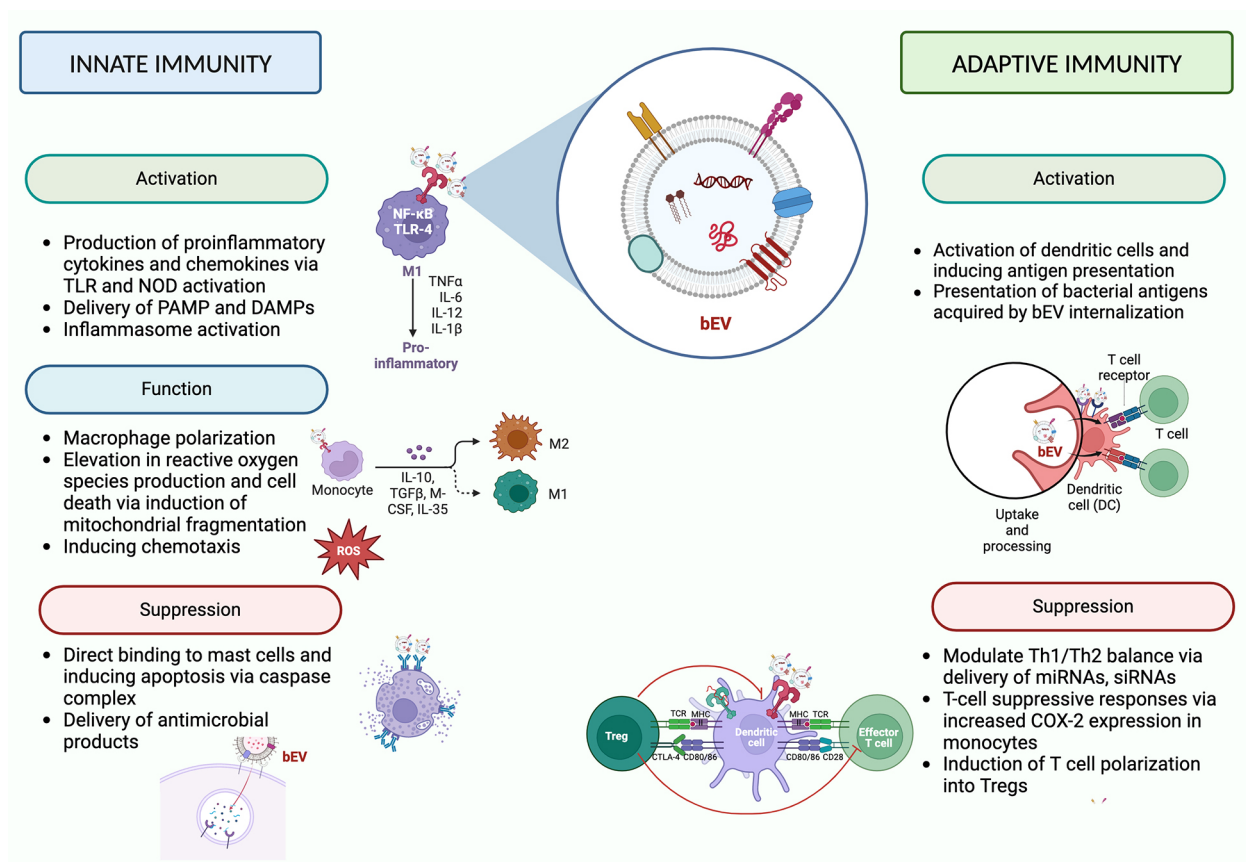 INNATE IMMUNITY
Activation
• Production of proinflammatory
cytokines and chemokines via
TLR and NOD activation
• Delivery of PAMP and DAMPs
• Inflammasome activation
Function
• Macrophage polarization
• Elevation in reactive oxygen
species production and cell
death via induction of
mitochondrial fragmentation
• Inducing chemotaxis
Suppression
• Direct binding to mast cells and
inducing apoptosis via caspase
complex
• Delivery of antimicrobial
products
bEV
NF-κB
TLR-4
M1
TNFα
IL-6
IL-12
IL-1β
Pro-
inflammatory
bEV
Monocyte
IL-10,
TGFβ, M-
CSF, IL-35
M2
M1
ROS
Treg
TCR MHC
II
CTLA-4 CD80/86
Dendritic
cell
MHC TCR
II
CD80/86 CD28
Effector
T cell
ADAPTIVE IMMUNITY
Activation
• Activation of dendritic cells and
inducing antigen presentation
• Presentation of bacterial antigens
acquired by bEV internalization
T cell
receptor
T cell
bEV
Dendritic
cell (DC)
Uptake
and
processing
Suppression
• Modulate Th1/Th2 balance via
delivery of miRNAs, siRNAs
• T-cell suppressive responses via
increased COX-2 expression in
monocytes
• Induction of T cell polarization
into Tregs